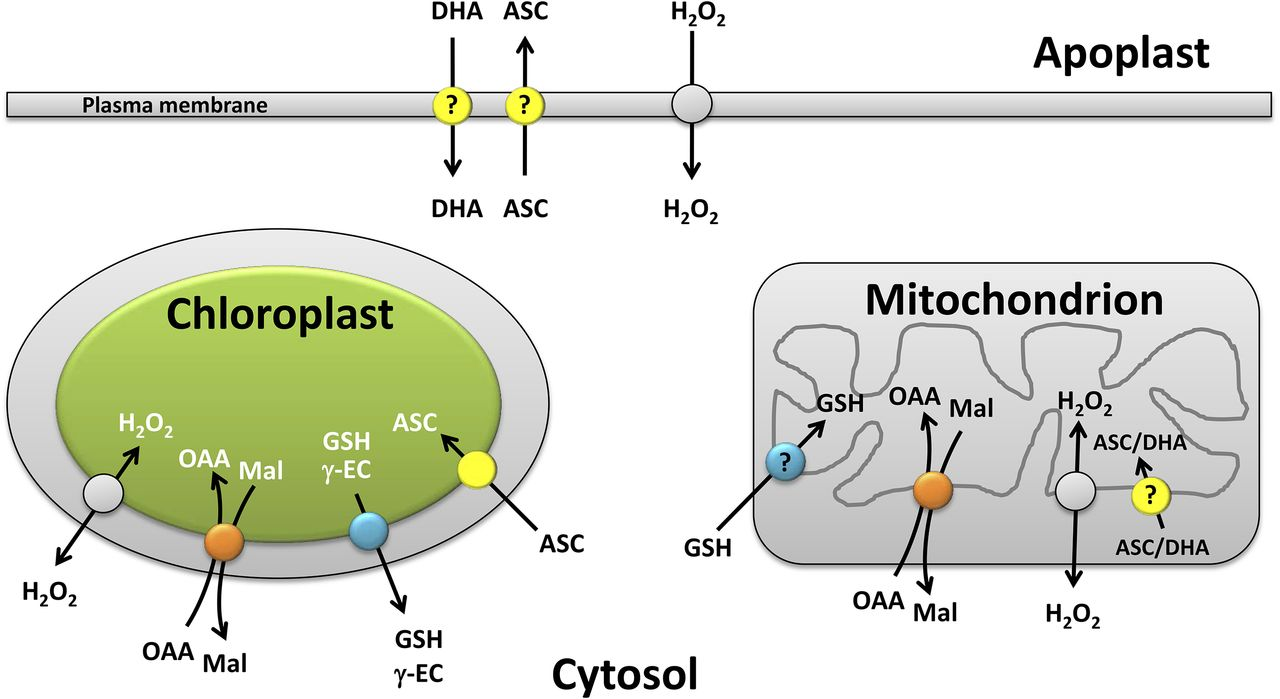 DHA ASC H₂O₂
Apoplast
Plasma membrane ? ?
DHA ASC H₂O₂
Chloroplast
H₂O₂
OAA Mal
GSH
γ-EC
ASC
H₂O₂
OAA Mal
GSH
γ-EC
ASC
Mitochondrion
GSH
OAA Mal
H₂O₂
ASC/DHA
?
?
GSH
OAA Mal
H₂O₂
ASC/DHA
Cytosol